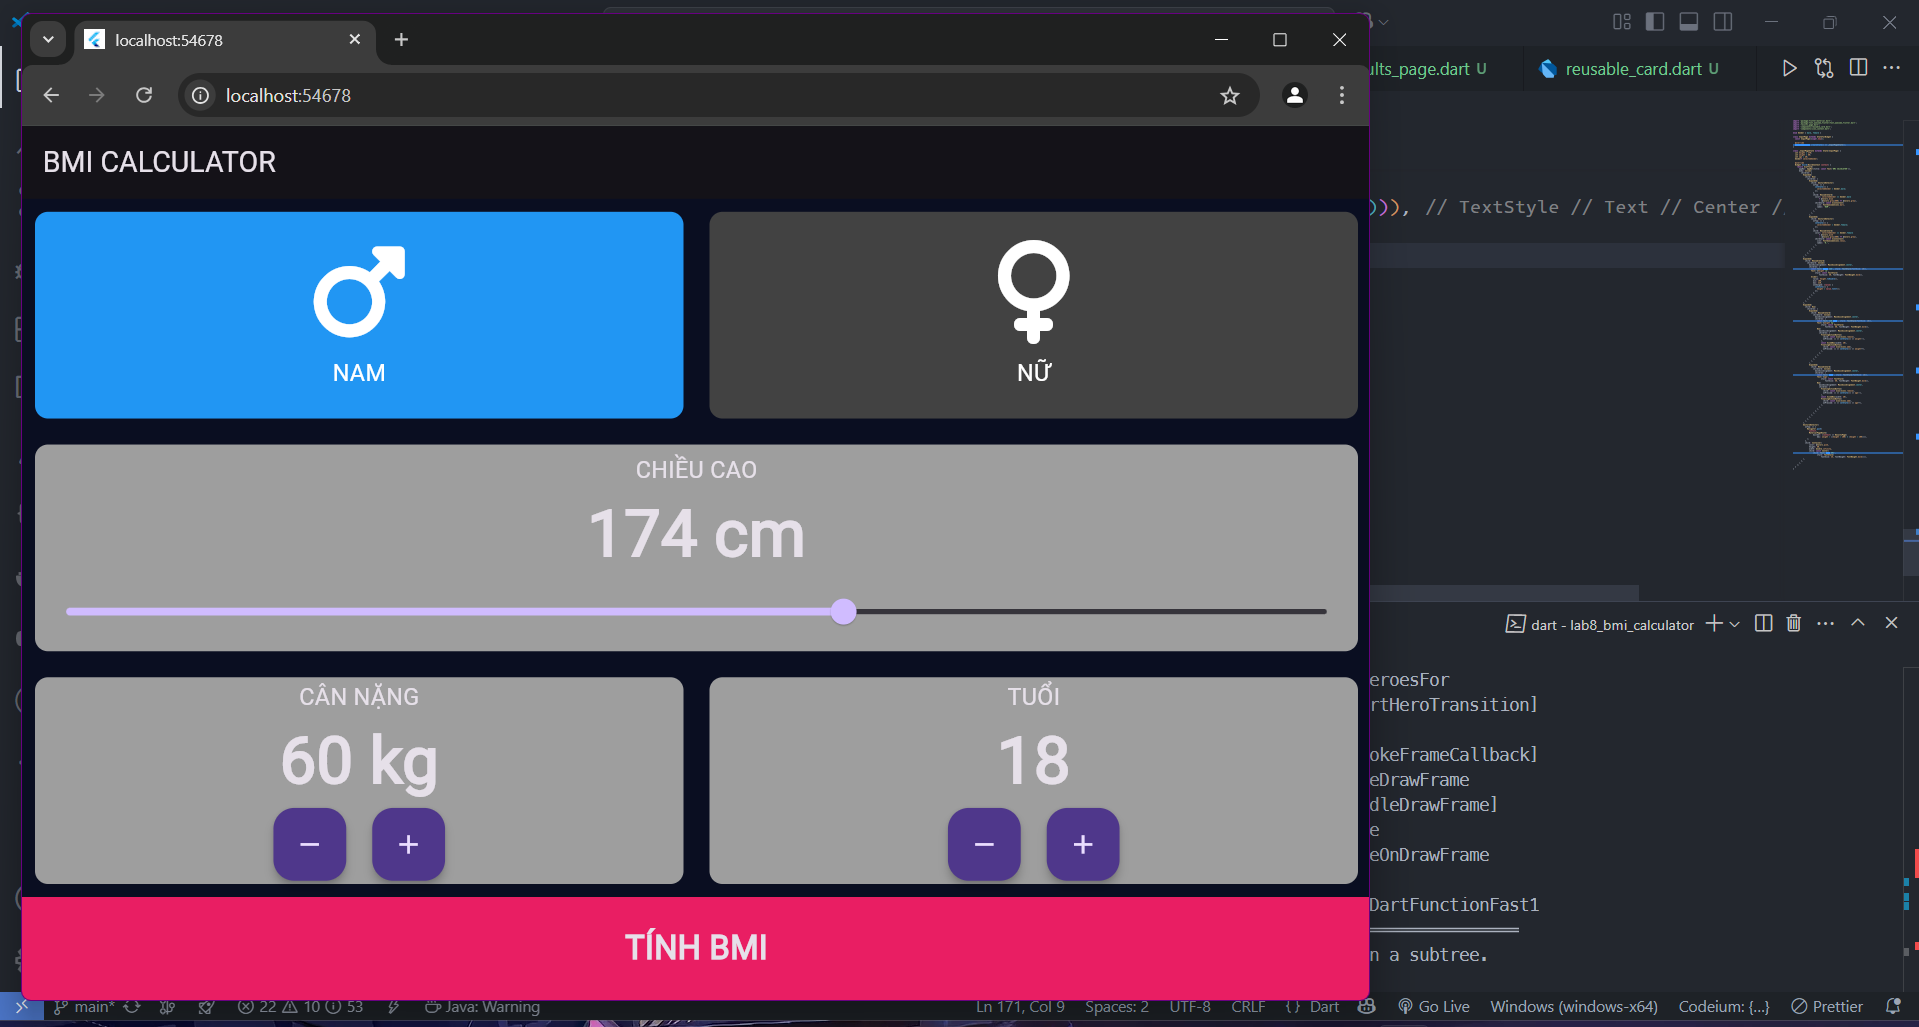 localhost:54678
localhost:54678
BMI CALCULATOR
NAM
NỮ
CHIỀU CAO
174 cm
CÂN NẶNG
60 kg
TUỔI
18
TÍNH BMI
ults_page.dart U
reusable_card.dart U
))), // TextStyle // Text // Center //
dart - lab8_bmi_calculator
eroesFor
rtHeroTransition]
okeFrameCallback]
eDrawFrame
dleDrawFrame]
e
eOnDrawFrame
DartFunctionFast1
n a subtree.
main* 22 10 53 Java: Warning Ln 171, Col 9 Spaces: 2 UTF-8 CRLF {} Dart Go Live Windows (windows-x64) Codeium: {...} Prettier